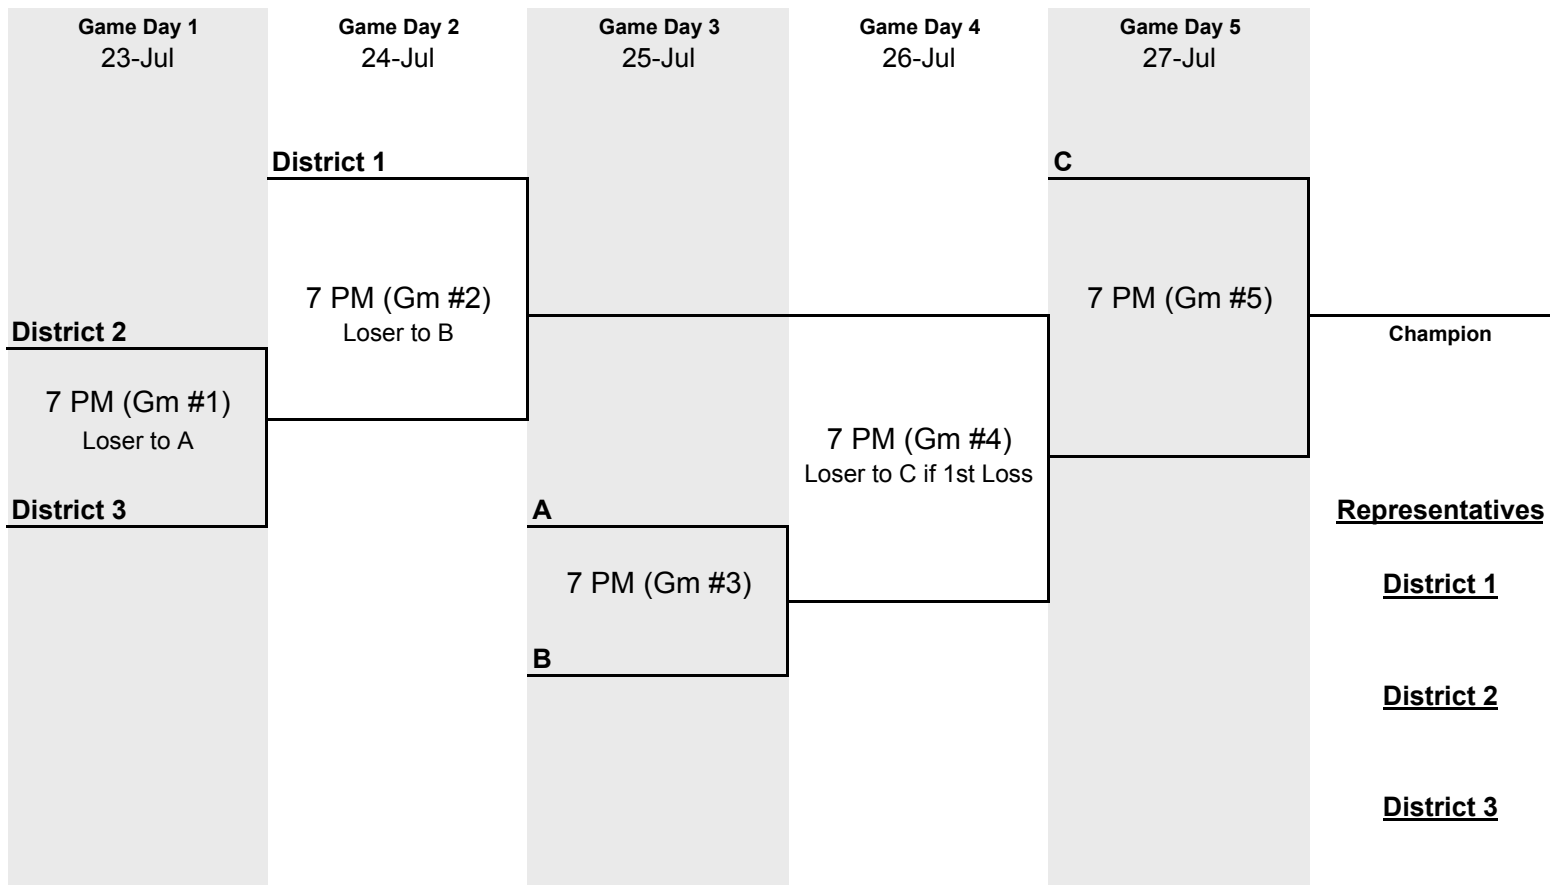 Game Day 1
23-Jul
Game Day 2
24-Jul
Game Day 3
25-Jul
Game Day 4
26-Jul
Game Day 5
27-Jul
District 1
C
7 PM (Gm #2)
Loser to B
7 PM (Gm #5)
District 2
Champion
7 PM (Gm #1)
Loser to A
7 PM (Gm #4)
Loser to C if 1st Loss
District 3
A
Representatives
7 PM (Gm #3)
District 1
B
District 2
District 3